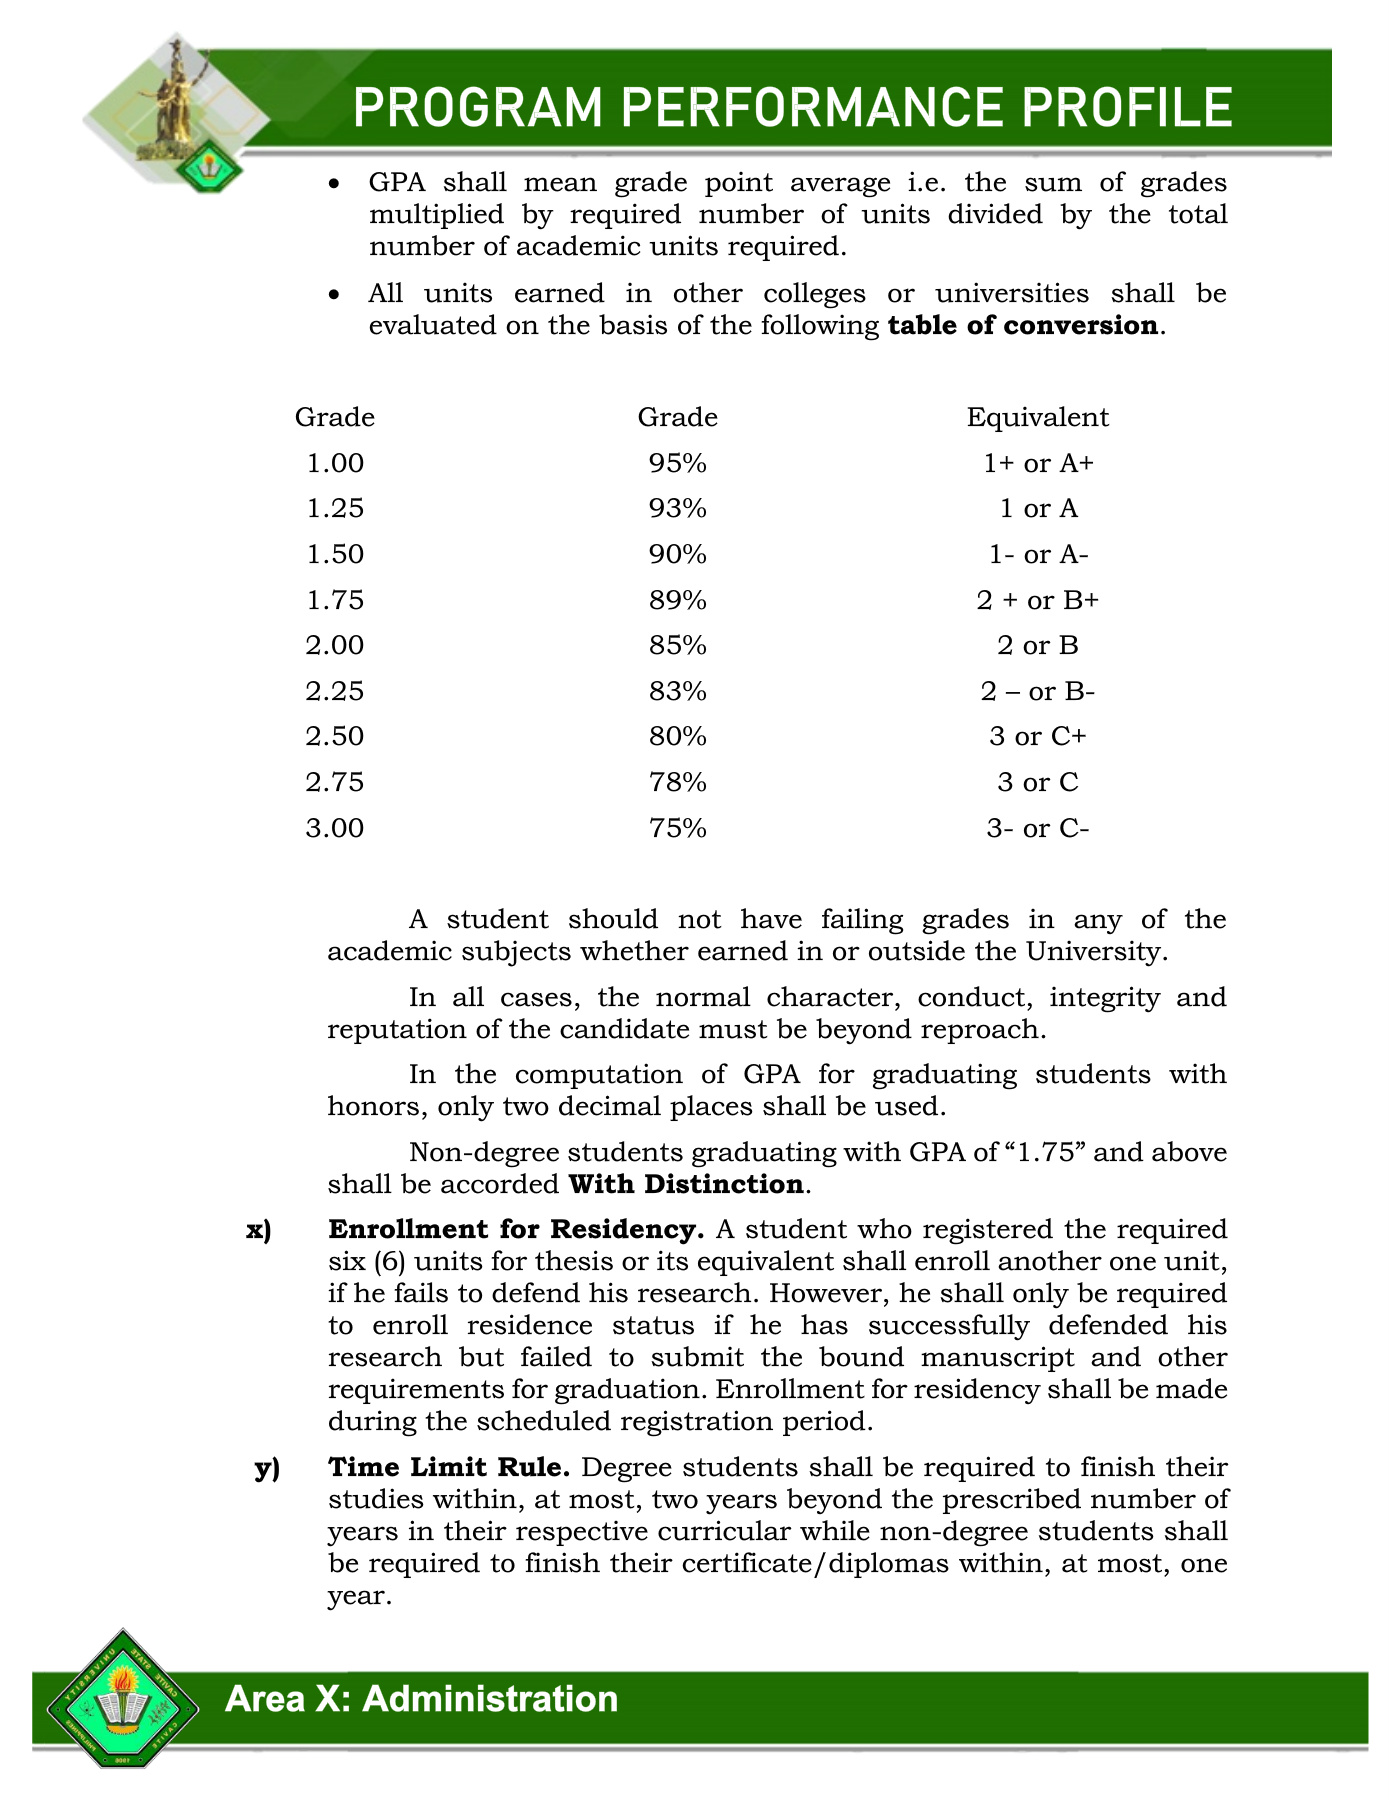 PROGRAM PERFORMANCE PROFILE
• GPA shall mean grade point average i.e. the sum of grades
multiplied by required number of units divided by the total
number of academic units required.
• All units earned in other colleges or universities shall be
evaluated on the basis of the following table of conversion.
Grade Grade Equivalent
1.00 95% 1+ or A+
1.25 93% 1 or A
1.50 90% 1- or A-
1.75 89% 2 + or B+
2.00 85% 2 or B
2.25 83% 2 – or B-
2.50 80% 3 or C+
2.75 78% 3 or C
3.00 75% 3- or C-
A student should not have failing grades in any of the
academic subjects whether earned in or outside the University.
In all cases, the normal character, conduct, integrity and
reputation of the candidate must be beyond reproach.
In the computation of GPA for graduating students with
honors, only two decimal places shall be used.
Non-degree students graduating with GPA of “1.75” and above
shall be accorded With Distinction.
x) Enrollment for Residency. A student who registered the required
six (6) units for thesis or its equivalent shall enroll another one unit,
if he fails to defend his research. However, he shall only be required
to enroll residence status if he has successfully defended his
research but failed to submit the bound manuscript and other
requirements for graduation. Enrollment for residency shall be made
during the scheduled registration period.
y) Time Limit Rule. Degree students shall be required to finish their
studies within, at most, two years beyond the prescribed number of
years in their respective curricular while non-degree students shall
be required to finish their certificate/diplomas within, at most, one
year.
CAVITE STATE UNIVERSITY
CAVITE
PHILIPPINES
Area X: Administration